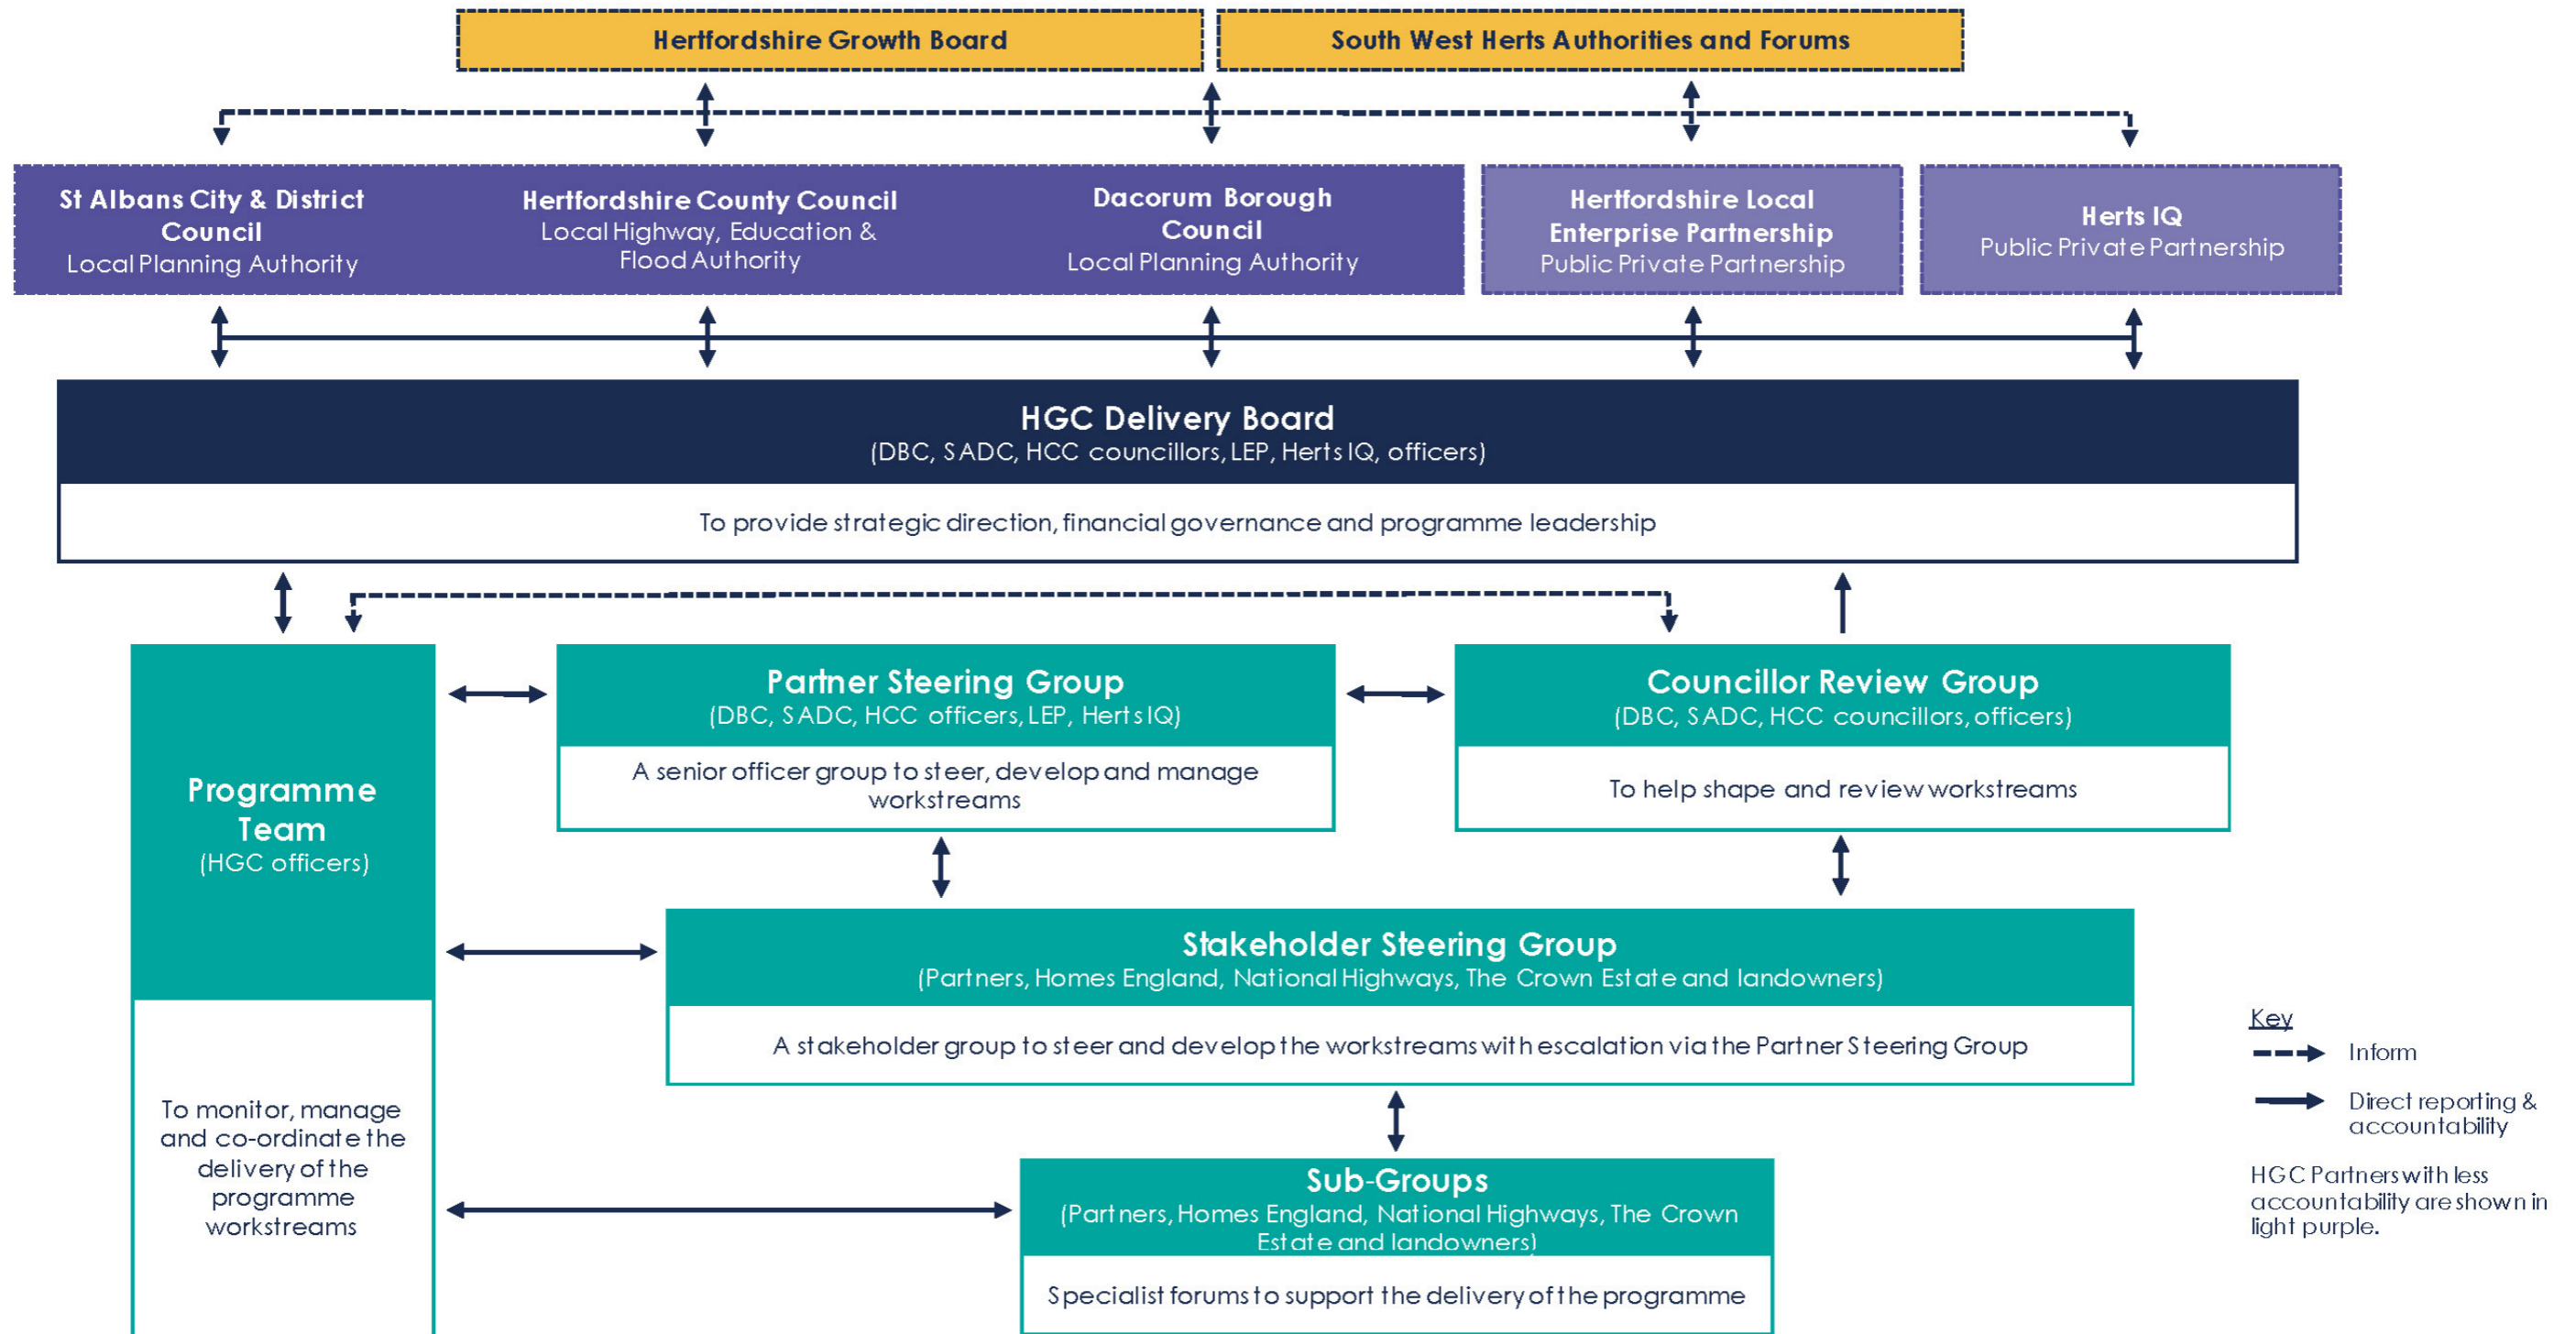 Hertfordshire Growth Board
South West Herts Authorities and Forums
St Albans City & District
Council
Local Planning Authority
Hertfordshire County Council
Local Highway, Education &
Flood Authority
Dacorum Borough
Council
Local Planning Authority
Hertfordshire Local
Enterprise Partnership
Public Private Partnership
Herts IQ
Public Private Partnership
HGC Delivery Board
(DBC, SADC, HCC councillors, LEP, Herts IQ, officers)
To provide strategic direction, financial governance and programme leadership
Programme
Team
(HGC officers)
To monitor, manage
and co-ordinate the
delivery of the
programme
workstreams
Partner Steering Group
(DBC, SADC, HCC officers, LEP, Herts IQ)
A senior officer group to steer, develop and manage
workstreams
Councillor Review Group
(DBC, SADC, HCC councillors, officers)
To help shape and review workstreams
Stakeholder Steering Group
(Partners, Homes England, National Highways, The Crown Estate and landowners)
A stakeholder group to steer and develop the workstreams with escalation via the Partner Steering Group
Sub-Groups
(Partners, Homes England, National Highways, The Crown
Estate and landowners)
Specialist forums to support the delivery of the programme
Key
Inform
Direct reporting &
accountability
HGC Partners with less
accountability are shown in
light purple.